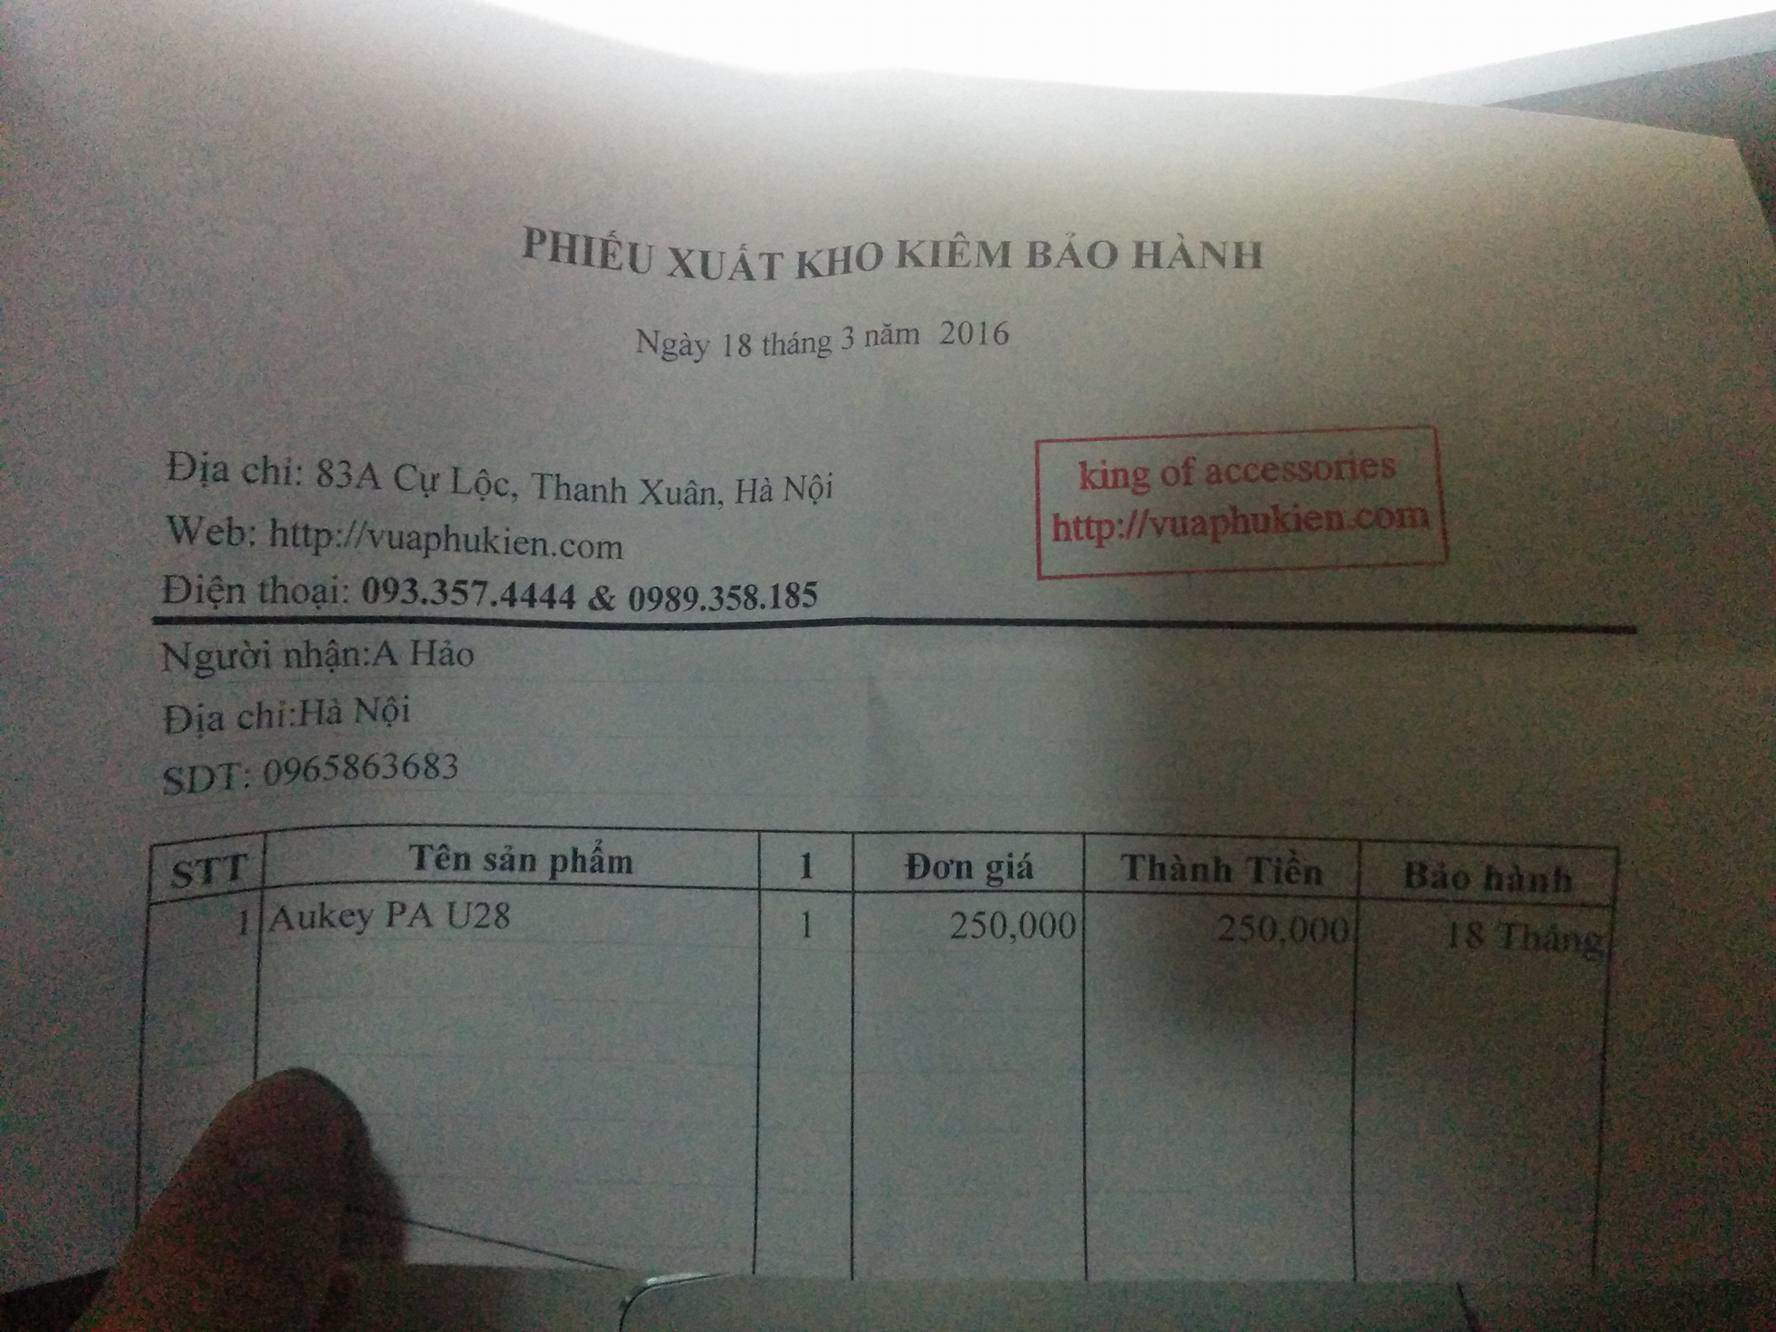 PHIẾU XUẤT KHO KIÊM BẢO HÀNH
Ngày 18 tháng 3 năm 2016
Địa chỉ: 83A Cự Lộc, Thanh Xuân, Hà Nội
Web: http://vuaphukien.com
Điện thoại: 093.357.4444 & 0989.358.185
king of accessories
http://vuaphukien.com
Người nhận:A Hảo
Địa chỉ:Hà Nội
SDT: 0965863683
STT Tên sản phẩm 1 Đơn giá Thành Tiền Bảo hành
1 Aukey PA U28 1 250,000 250,000 18 Tháng